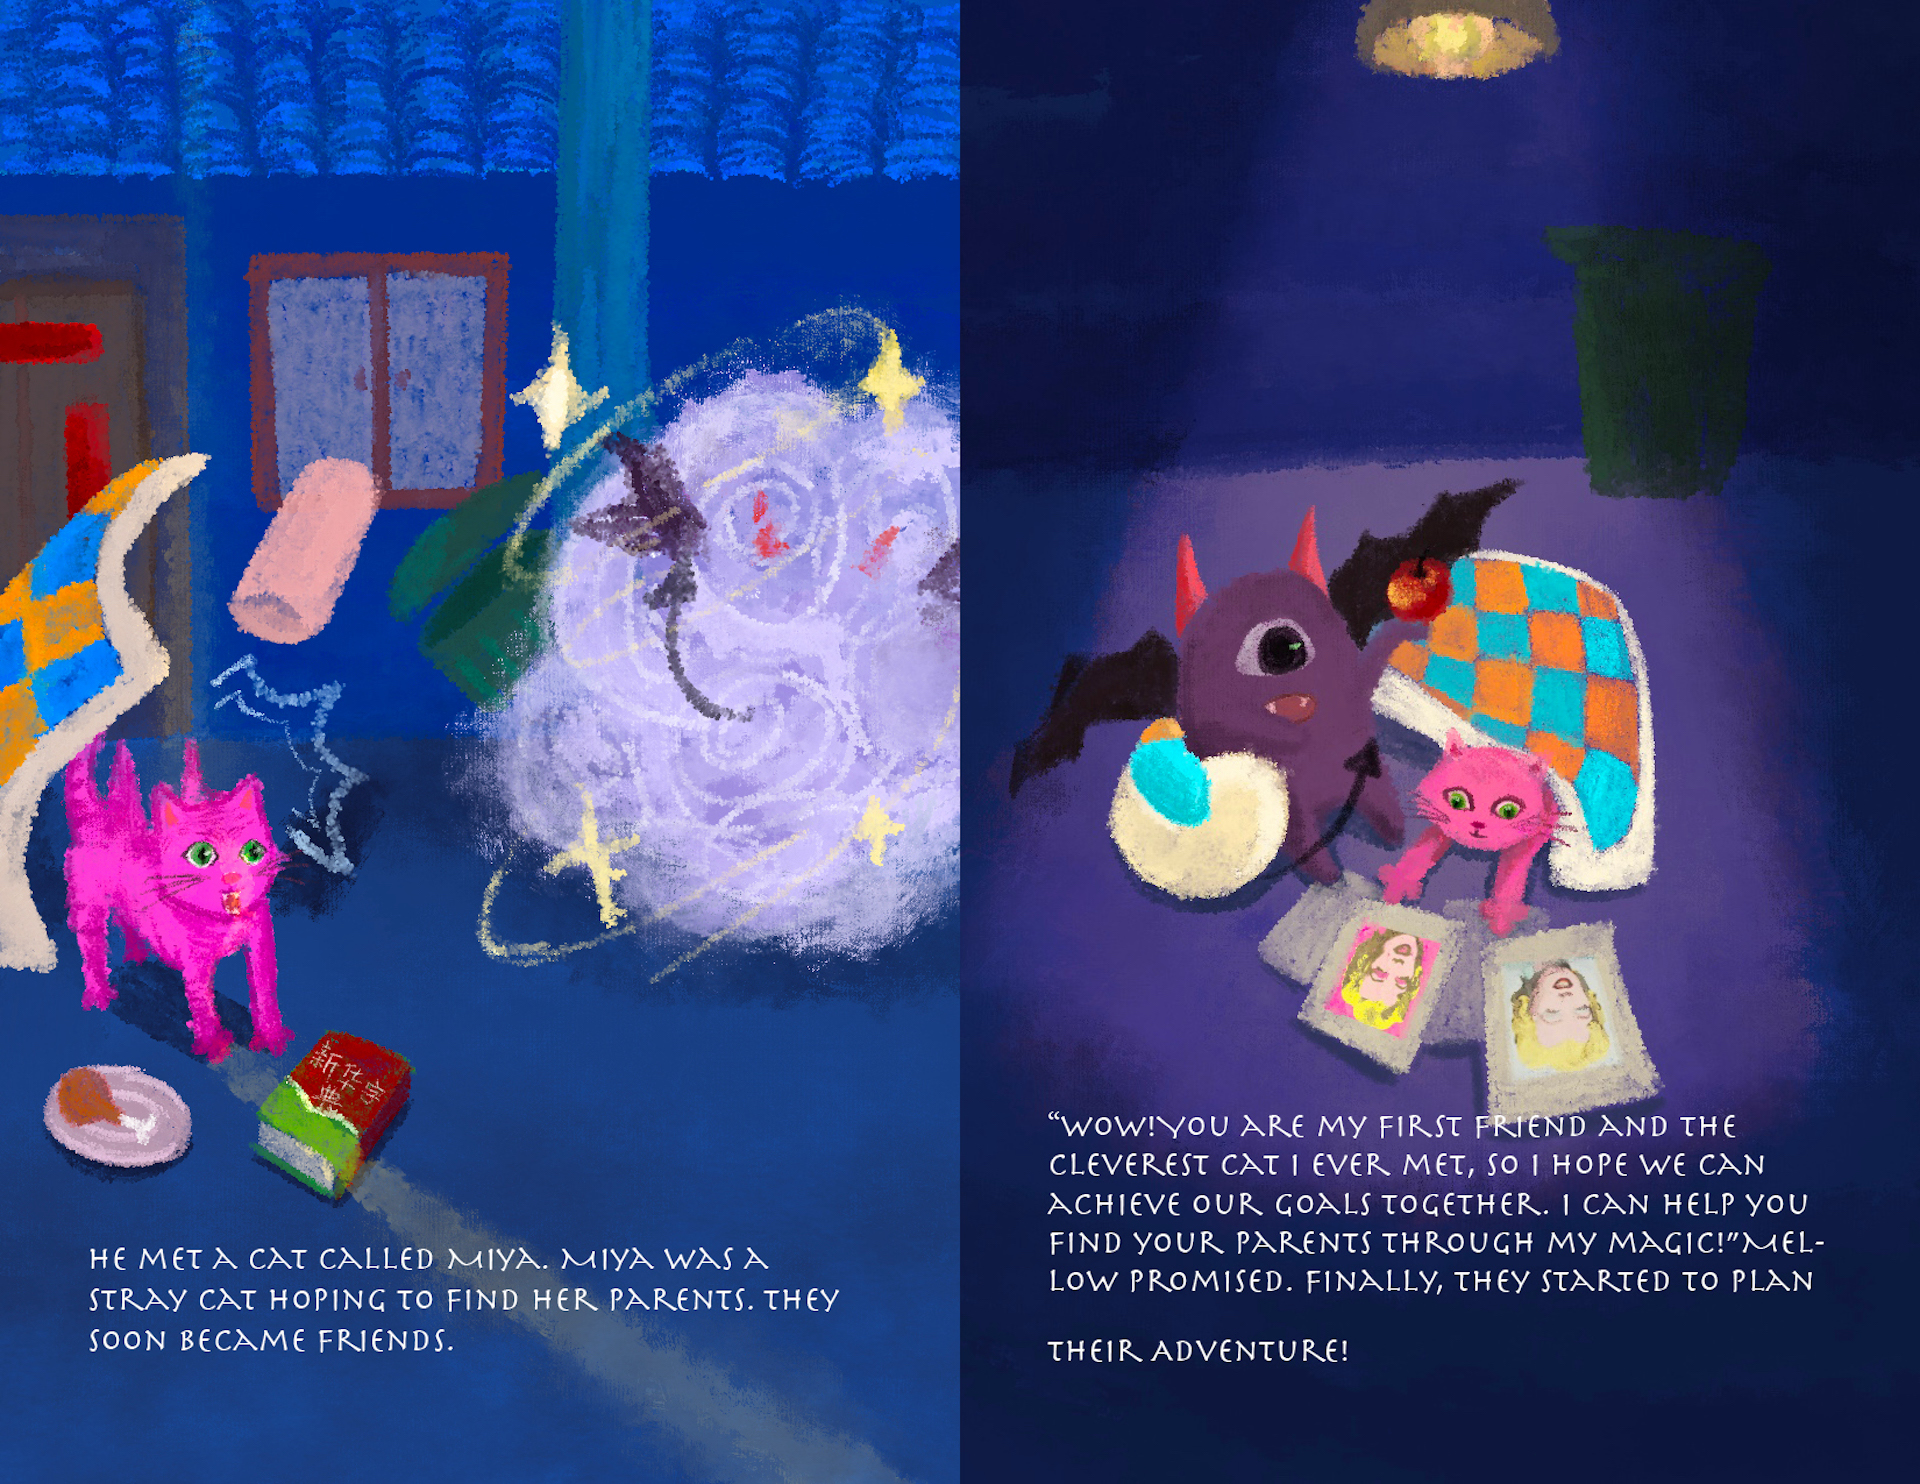 新华字
典
HE MET A CAT CALLED MIYA. MIYA WAS A
STRAY CAT HOPING TO FIND HER PARENTS. THEY
SOON BECAME FRIENDS.
“WOW!YOU ARE MY FIRST FRIEND AND THE
CLEVEREST CAT I EVER MET, SO I HOPE WE CAN
ACHIEVE OUR GOALS TOGETHER. I CAN HELP YOU
FIND YOUR PARENTS THROUGH MY MAGIC!”MEL-
LOW PROMISED. FINALLY, THEY STARTED TO PLAN
THEIR ADVENTURE!